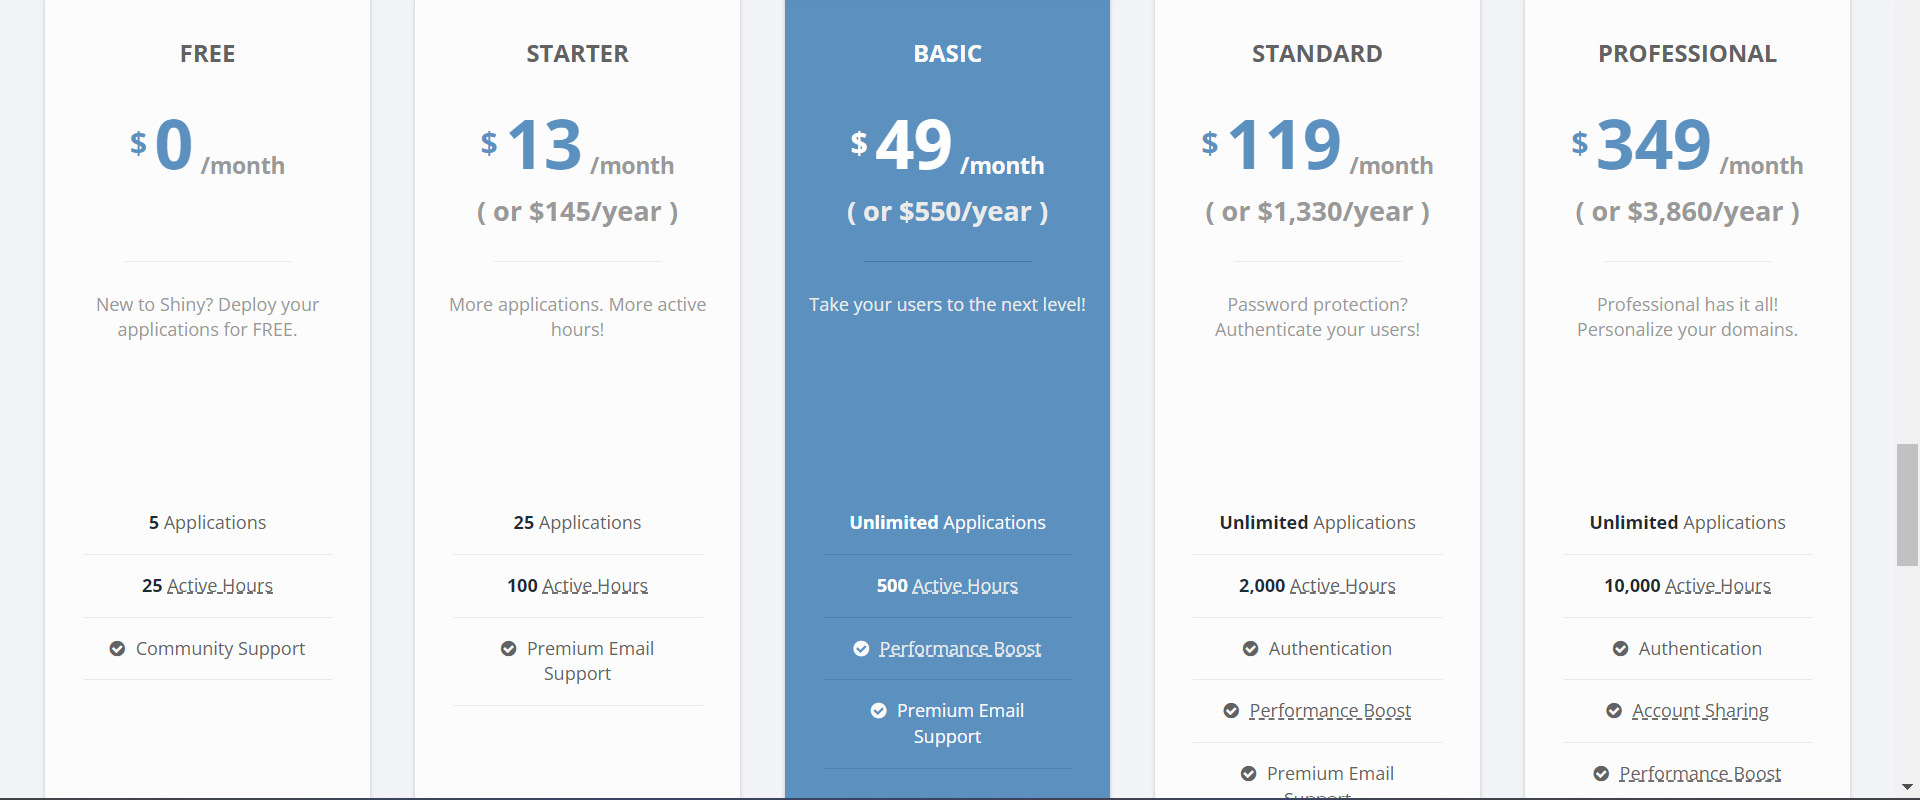 FREE
$ 0 /month
New to Shiny? Deploy your
applications for FREE.
5 Applications
25 Active Hours
Community Support
STARTER
$ 13 /month
( or $145/year )
More applications. More active
hours!
25 Applications
100 Active Hours
Premium Email
Support
BASIC
$ 49 /month
( or $550/year )
Take your users to the next level!
Unlimited Applications
500 Active Hours
Performance Boost
Premium Email
Support
STANDARD
$ 119 /month
( or $1,330/year )
Password protection?
Authenticate your users!
Unlimited Applications
2,000 Active Hours
Authentication
Performance Boost
Premium Email
Support
PROFESSIONAL
$ 349 /month
( or $3,860/year )
Professional has it all!
Personalize your domains.
Unlimited Applications
10,000 Active Hours
Authentication
Account Sharing
Performance Boost